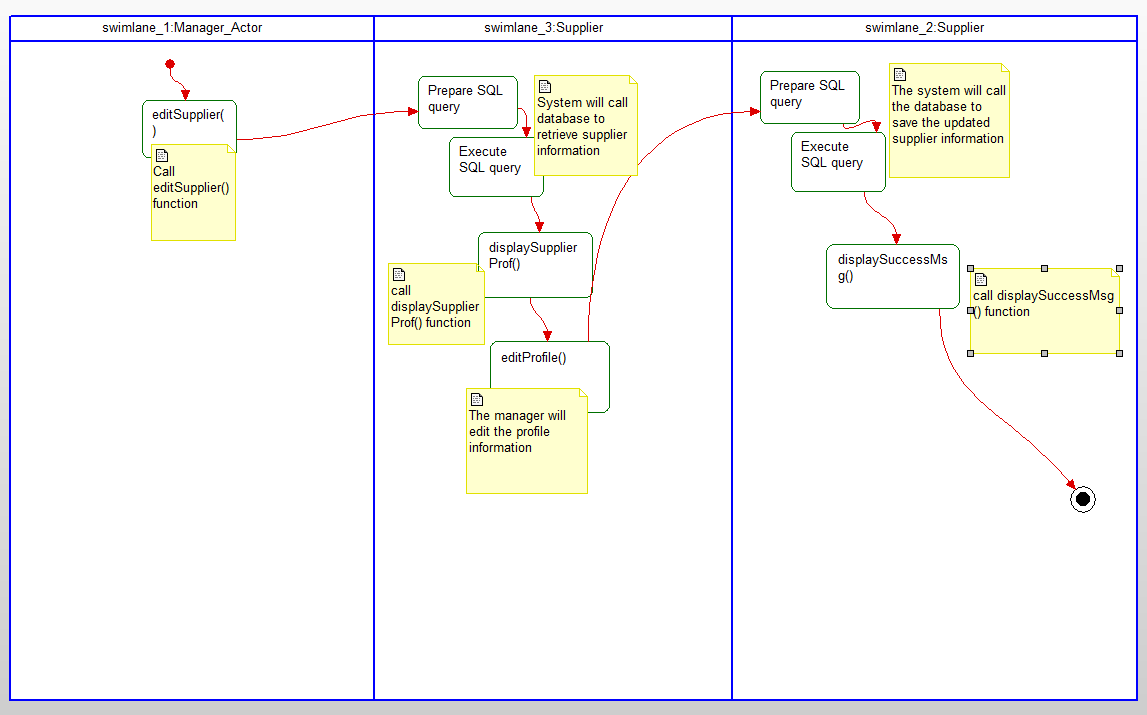 swimlane_1:Manager_Actor
swimlane_3:Supplier
swimlane_2:Supplier
editSupplier(
)
Call
editSupplier()
function
Prepare SQL
query
System will call
database to
retrieve supplier
information
Execute
SQL query
displaySupplier
Prof()
call
displaySupplier
Prof() function
editProfile()
The manager will
edit the profile
information
Prepare SQL
query
The system will call
the database to
save the updated
supplier information
Execute
SQL query
displaySuccessMs
g()
call displaySuccessMsg
() function